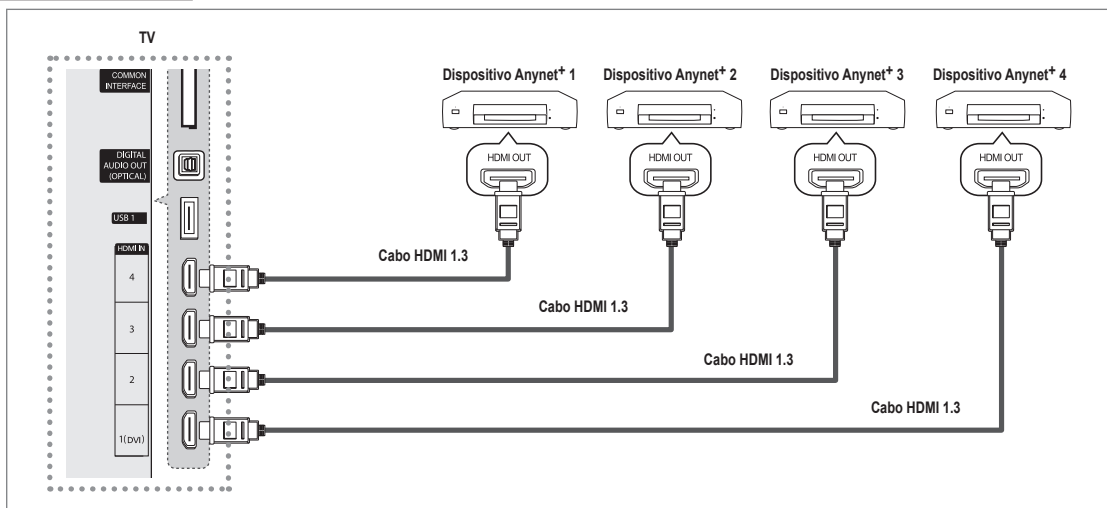 TV
COMMON
INTERFACE
DIGITAL
AUDIO OUT
(OPTICAL)
USB 1
HDMI IN
4
3
2
1(DVI)
Dispositivo Anynet+ 1
Dispositivo Anynet+ 2
Dispositivo Anynet+ 3
Dispositivo Anynet+ 4
HDMI OUT
HDMI OUT
HDMI OUT
HDMI OUT
Cabo HDMI 1.3
Cabo HDMI 1.3
Cabo HDMI 1.3
Cabo HDMI 1.3